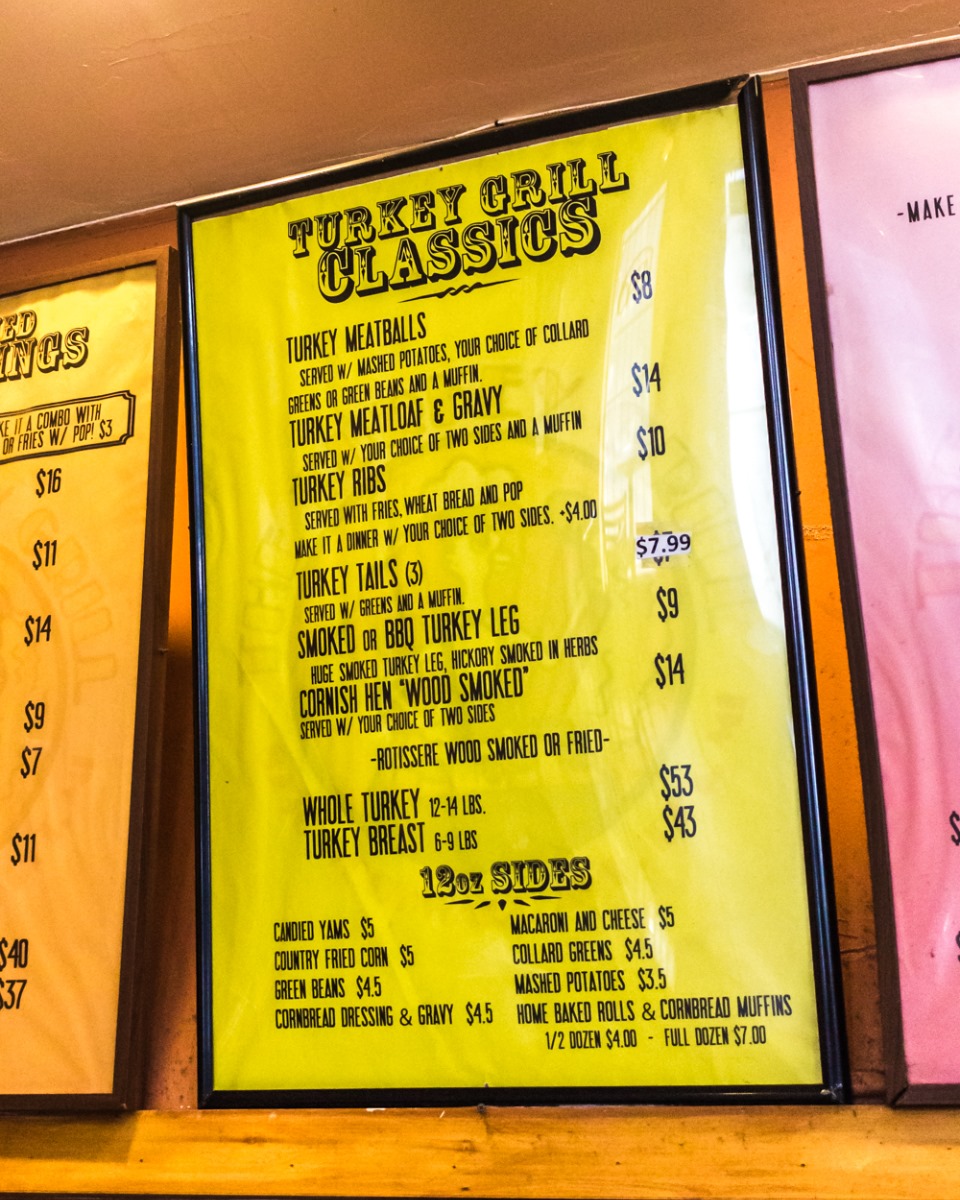 ED
INGS
KE IT A COMBO WITH
OR FRIES W/ POP! $3
$16
$11
$14
$9
$7
$11
$40
$37
TURKEY GRILL
CLASSICS
$8
TURKEY MEATBALLS
SERVED W/ MASHED POTATOES, YOUR CHOICE OF COLLARD
GREENS OR GREEN BEANS AND A MUFFIN.
$14
TURKEY MEATLOAF & GRAVY
SERVED W/ YOUR CHOICE OF TWO SIDES AND A MUFFIN
$10
TURKEY RIBS
SERVED WITH FRIES, WHEAT BREAD AND POP
MAKE IT A DINNER W/ YOUR CHOICE OF TWO SIDES. +$4.00
$7.99
TURKEY TAILS (3)
SERVED W/ GREENS AND A MUFFIN.
$9
SMOKED OR BBQ TURKEY LEG
HUGE SMOKED TURKEY LEG, HICKORY SMOKED IN HERBS
$14
CORNISH HEN "WOOD SMOKED"
SERVED W/ YOUR CHOICE OF TWO SIDES
-ROTISSERE WOOD SMOKED OR FRIED-
WHOLE TURKEY 12-14 LBS. $53
TURKEY BREAST 6-9 LBS $43
12oz SIDES
CANDIED YAMS $5
COUNTRY FRIED CORN $5
GREEN BEANS $4.5
CORNBREAD DRESSING & GRAVY $4.5
MACARONI AND CHEESE $5
COLLARD GREENS $4.5
MASHED POTATOES $3.5
HOME BAKED ROLLS & CORNBREAD MUFFINS
1/2 DOZEN $4.00 - FULL DOZEN $7.00
-MAKE